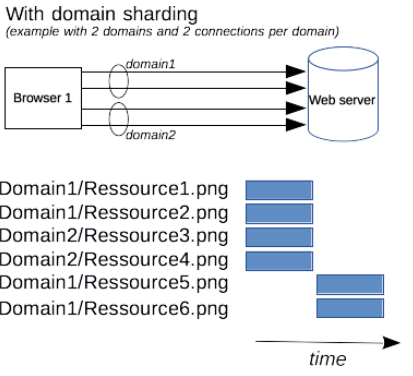 With domain sharding
(example with 2 domains and 2 connections per domain)
domain1
Browser 1
Web server
domain2
Domain1/Ressource1.png
Domain1/Ressource2.png
Domain2/Ressource3.png
Domain2/Ressource4.png
Domain1/Ressource5.png
Domain1/Ressource6.png
time